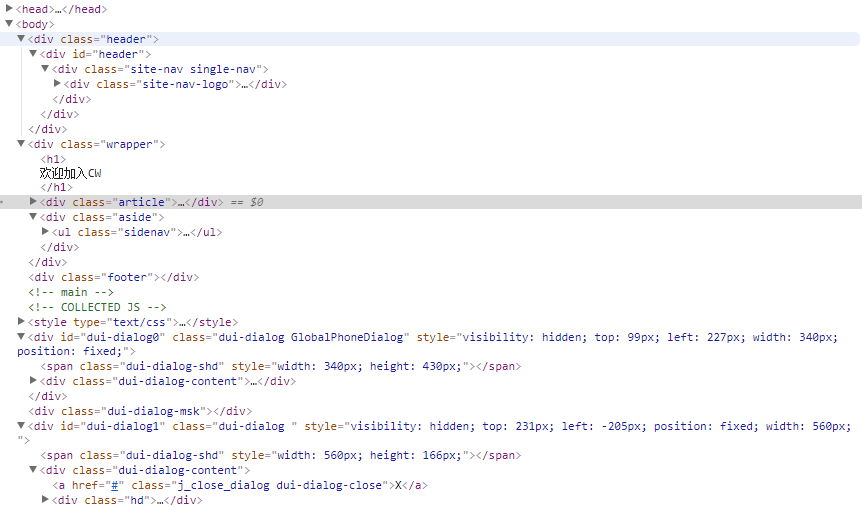 ▶<head>…</head>
▼<body>
▼<div class="header">
▼<div id="header">
▼<div class="site-nav single-nav">
▶<div class="site-nav-logo">…</div>
</div>
</div>
</div>
▼<div class="wrapper">
<h1>
欢迎加入CW
</h1>
▶<div class="article">…</div> == $0
▼<div class="aside">
▶<ul class="sidenav">…</ul>
</div>
</div>
<div class="footer"></div>
<!-- main -->
<!-- COLLECTED JS -->
▶<style type="text/css">…</style>
▼<div id="dui-dialog0" class="dui-dialog GlobalPhoneDialog" style="visibility: hidden; top: 99px; left: 227px; width: 340px;
position: fixed;">
<span class="dui-dialog-shd" style="width: 340px; height: 430px;"></span>
▶<div class="dui-dialog-content">…</div>
</div>
<div class="dui-dialog-msk"></div>
▼<div id="dui-dialog1" class="dui-dialog " style="visibility: hidden; top: 231px; left: -205px; position: fixed; width: 560px;
">
<span class="dui-dialog-shd" style="width: 560px; height: 166px;"></span>
▼<div class="dui-dialog-content">
<a href="#" class="j_close_dialog dui-dialog-close">X</a>
▶<div class="hd">…</div>